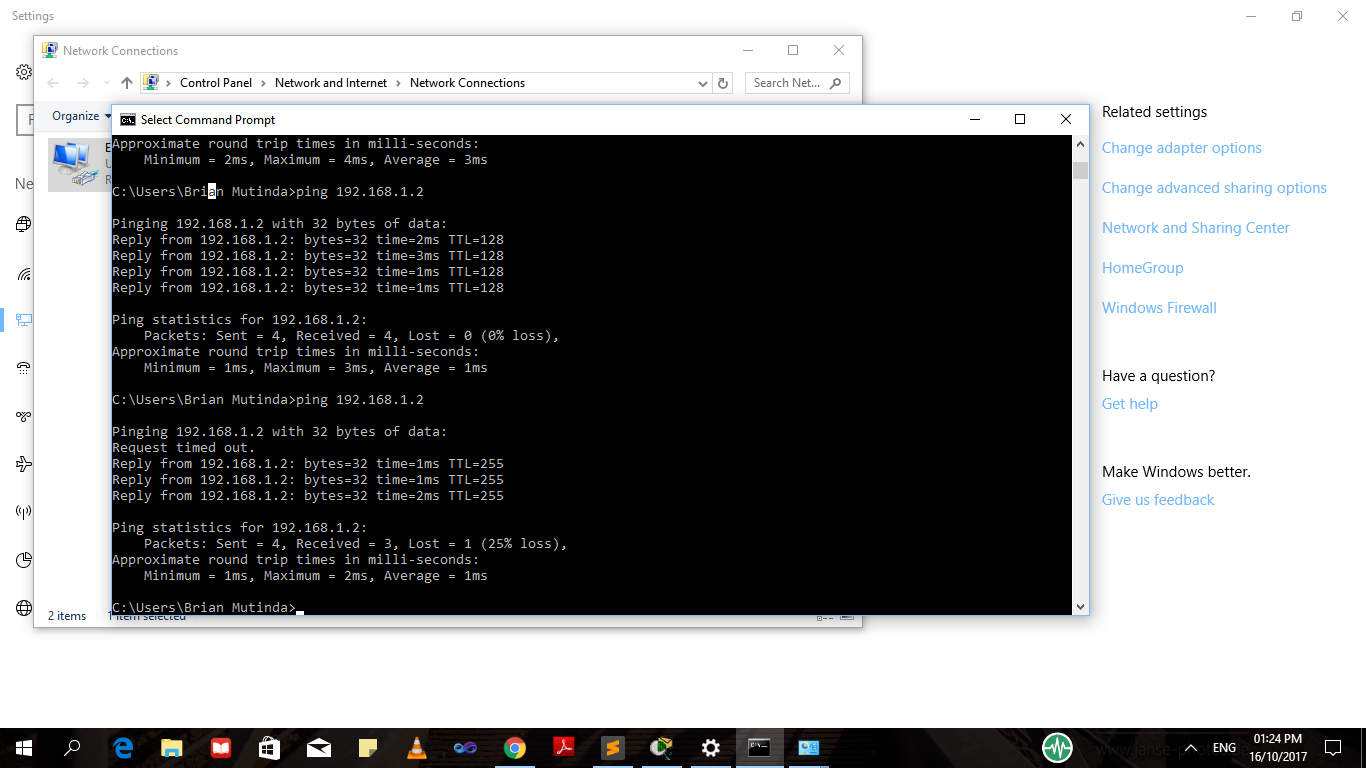 Settings
Network Connections
Control Panel > Network and Internet > Network Connections
Search Net...
Organize
Select Command Prompt
Approximate round trip times in milli-seconds:
Minimum = 2ms, Maximum = 4ms, Average = 3ms
C:\Users\Brian Mutinda>ping 192.168.1.2
Pinging 192.168.1.2 with 32 bytes of data:
Reply from 192.168.1.2: bytes=32 time=2ms TTL=128
Reply from 192.168.1.2: bytes=32 time=3ms TTL=128
Reply from 192.168.1.2: bytes=32 time=1ms TTL=128
Reply from 192.168.1.2: bytes=32 time=1ms TTL=128
Ping statistics for 192.168.1.2:
Packets: Sent = 4, Received = 4, Lost = 0 (0% loss),
Approximate round trip times in milli-seconds:
Minimum = 1ms, Maximum = 3ms, Average = 1ms
C:\Users\Brian Mutinda>ping 192.168.1.2
Pinging 192.168.1.2 with 32 bytes of data:
Request timed out.
Reply from 192.168.1.2: bytes=32 time=1ms TTL=255
Reply from 192.168.1.2: bytes=32 time=1ms TTL=255
Reply from 192.168.1.2: bytes=32 time=2ms TTL=255
Ping statistics for 192.168.1.2:
Packets: Sent = 4, Received = 3, Lost = 1 (25% loss),
Approximate round trip times in milli-seconds:
Minimum = 1ms, Maximum = 2ms, Average = 1ms
C:\Users\Brian Mutinda>
2 items
1 item selected
Related settings
Change adapter options
Change advanced sharing options
Network and Sharing Center
HomeGroup
Windows Firewall
Have a question?
Get help
Make Windows better.
Give us feedback
ENG
01:24 PM
16/10/2017